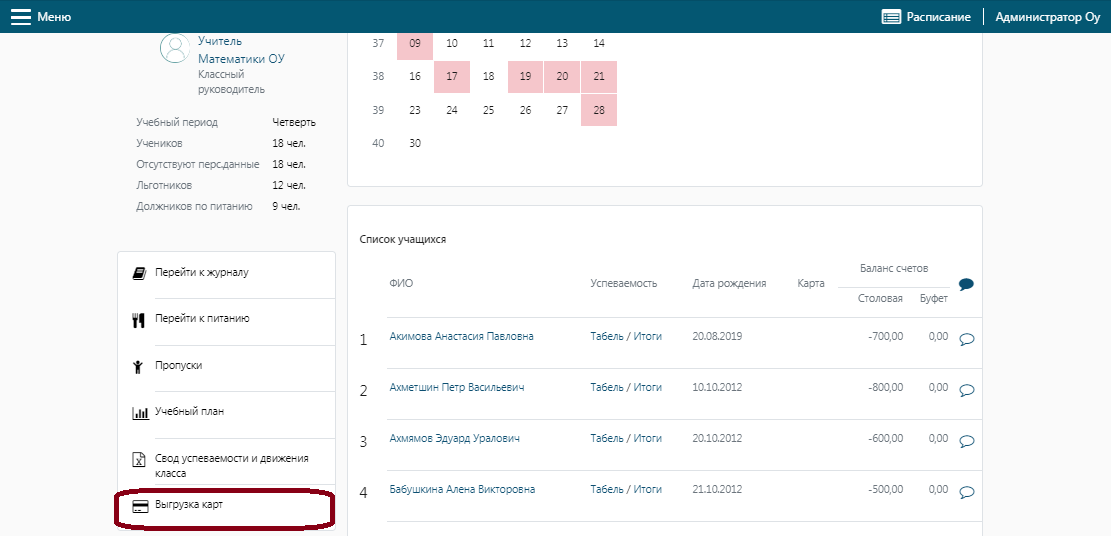 Меню
Расписание
Администратор Оу
Учитель
Математики ОУ
Классный
руководитель
Учебный период Четверть
Учеников 18 чел.
Отсутствуют перс.данные 18 чел.
Льготников 12 чел.
Должников по питанию 9 чел.
Перейти к журналу
Перейти к питанию
Пропуски
Учебный план
Свод успеваемости и движения
класса
Выгрузка карт
37 09 10 11 12 13 14
38 16 17 18 19 20 21
39 23 24 25 26 27 28
40 30
Список учащихся
ФИО Успеваемость Дата рождения Карта Баланс счетов
Столовая Буфет
1 Акимова Анастасия Павловна Табель / Итоги 20.08.2019 -700,00 0,00
2 Ахметшин Петр Васильевич Табель / Итоги 10.10.2012 -800,00 0,00
3 Ахмямов Эдуард Уралович Табель / Итоги 20.10.2012 -600,00 0,00
4 Бабушкина Алена Викторовна Табель / Итоги 21.10.2012 -500,00 0,00